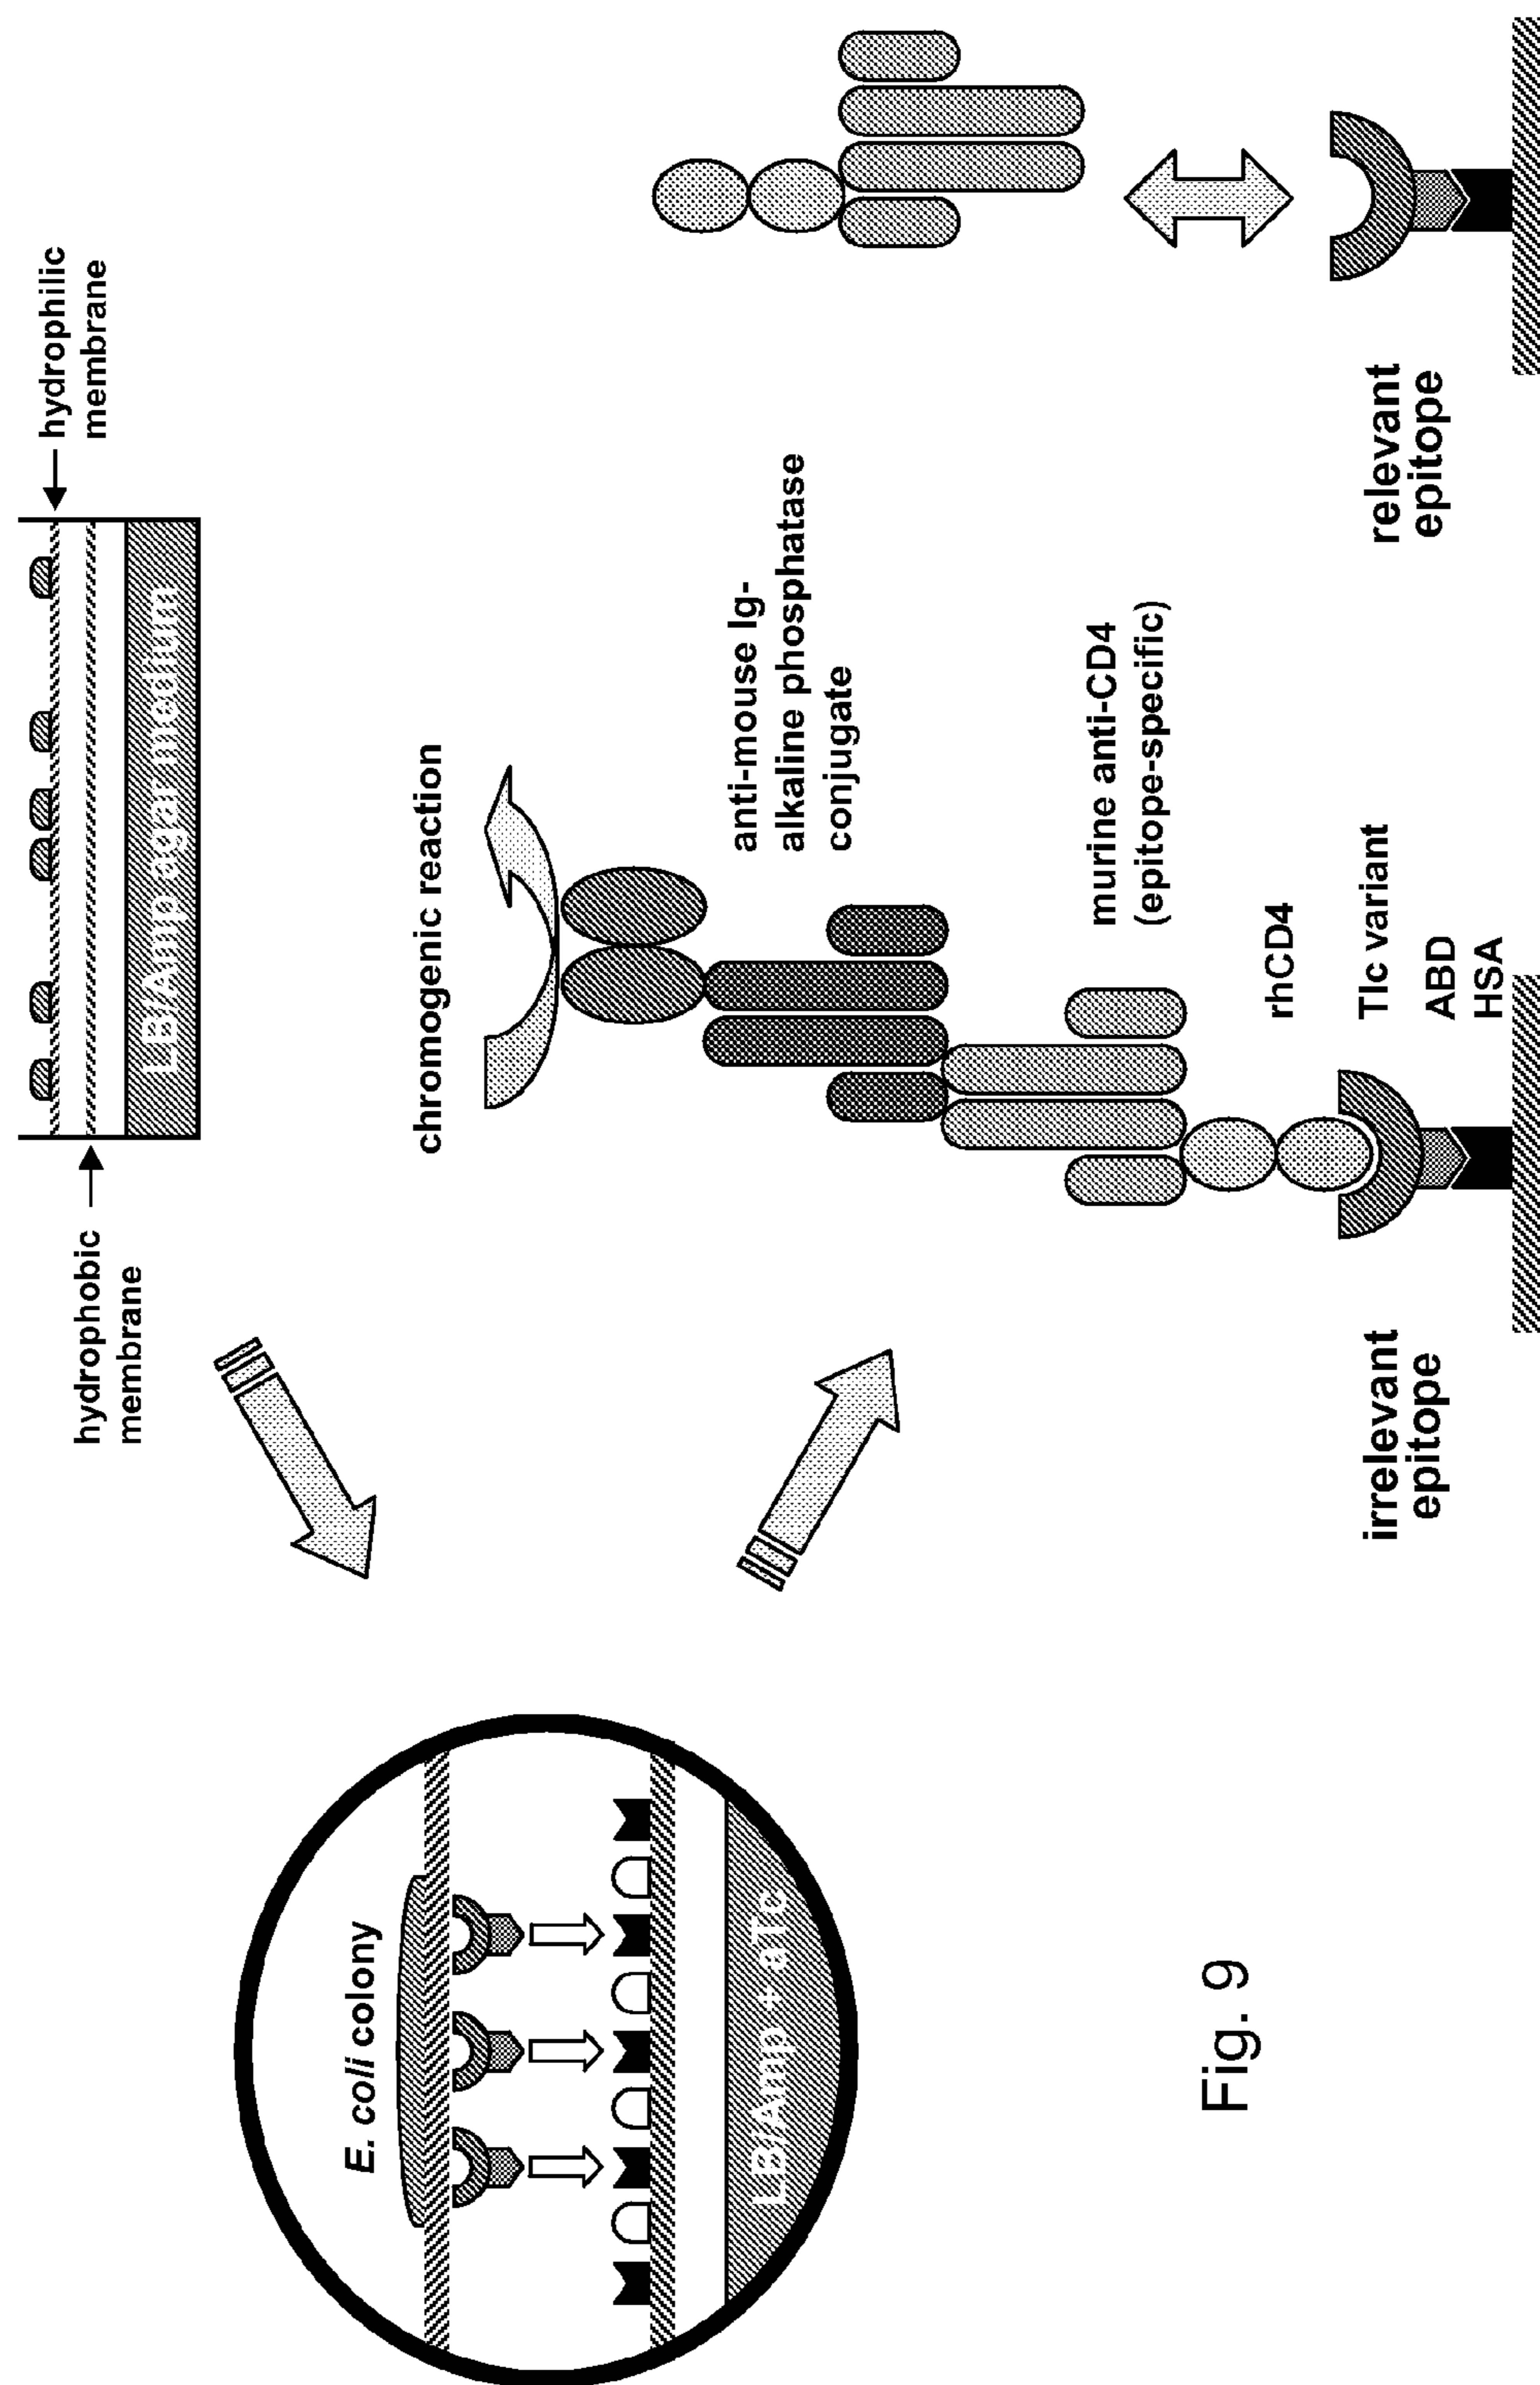 hydrophobic
membrane
hydrophilic
membrane
LB/Amp agar medium
E. coli colony
LB/Amp + aTc
chromogenic reaction
anti-mouse Ig-
alkaline phosphatase
conjugate
murine anti-CD4
(epitope-specific)
rhCD4
Tlc variant
ABD
HSA
irrelevant
epitope
relevant
epitope
Fig. 9